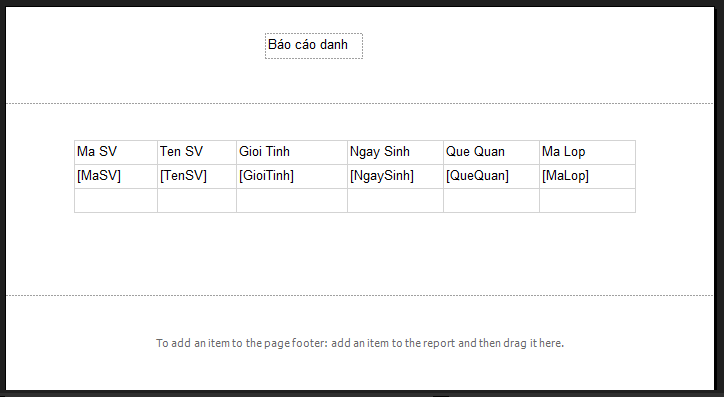 Báo cáo danh
Ma SV Ten SV Gioi Tinh Ngay Sinh Que Quan Ma Lop
[MaSV] [TenSV] [GioiTinh] [NgaySinh] [QueQuan] [MaLop]
To add an item to the page footer: add an item to the report and then drag it here.